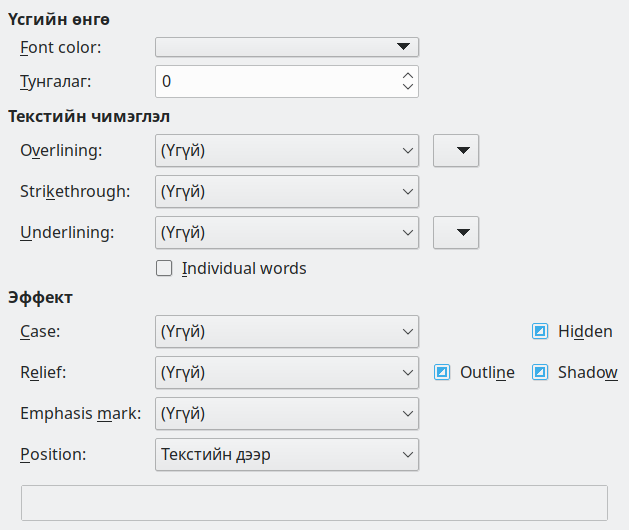 Үсгийн өнгө
Font color:
Тунгалаг: 0
Текстийн чимэглэл
Overlining: (Үгүй)
Strikethrough: (Үгүй)
Underlining: (Үгүй)
Individual words
Эффект
Case: (Үгүй) Hidden
Relief: (Үгүй) Outline Shadow
Emphasis mark: (Үгүй)
Position: Текстийн дээр